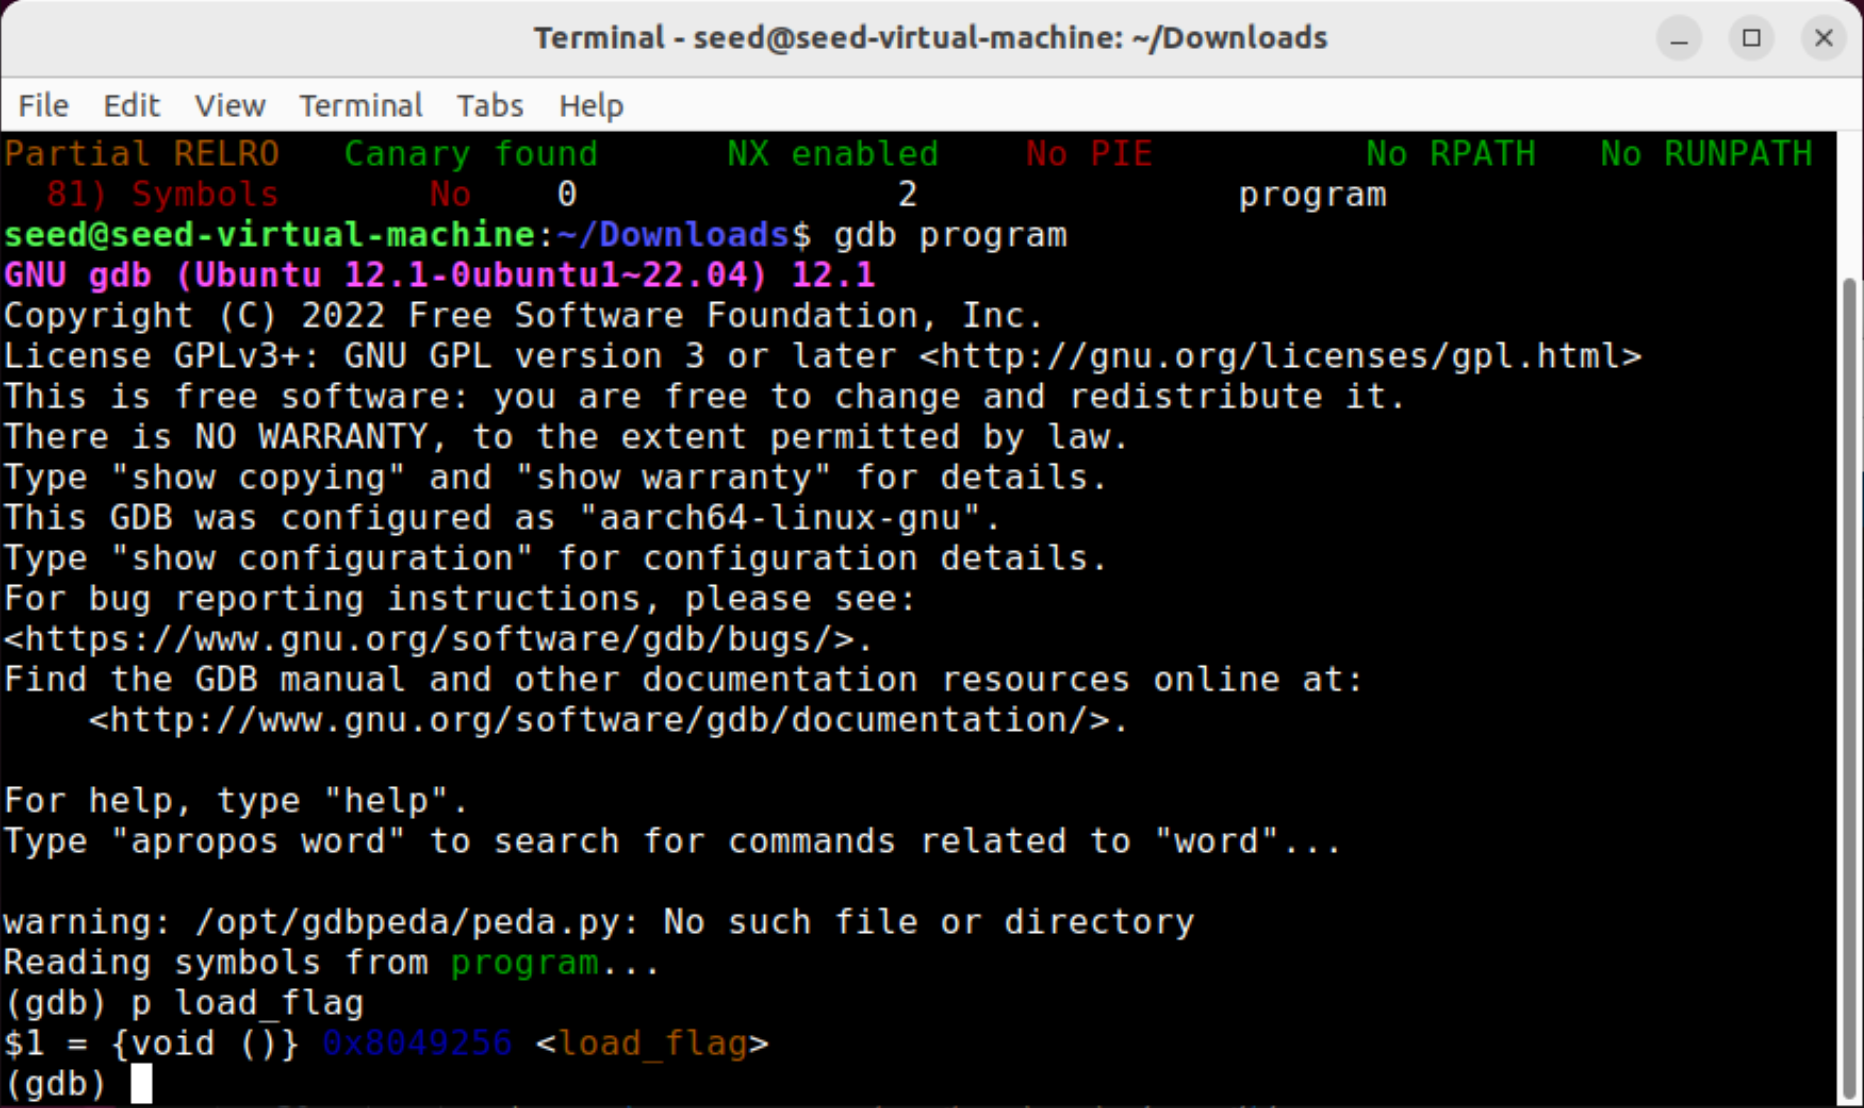 Terminal - seed@seed-virtual-machine: ~/Downloads
File Edit View Terminal Tabs Help
Partial RELRO   Canary found      NX enabled    No PIE          No RPATH   No RUNPATH
  81) Symbols       No    0               2               program
seed@seed-virtual-machine:~/Downloads$ gdb program
GNU gdb (Ubuntu 12.1-0ubuntu1~22.04) 12.1
Copyright (C) 2022 Free Software Foundation, Inc.
License GPLv3+: GNU GPL version 3 or later <http://gnu.org/licenses/gpl.html>
This is free software: you are free to change and redistribute it.
There is NO WARRANTY, to the extent permitted by law.
Type "show copying" and "show warranty" for details.
This GDB was configured as "aarch64-linux-gnu".
Type "show configuration" for configuration details.
For bug reporting instructions, please see:
<https://www.gnu.org/software/gdb/bugs/>.
Find the GDB manual and other documentation resources online at:
    <http://www.gnu.org/software/gdb/documentation/>.
For help, type "help".
Type "apropos word" to search for commands related to "word"...
warning: /opt/gdbpeda/peda.py: No such file or directory
Reading symbols from program...
(gdb) p load_flag
$1 = {void ()} 0x8049256 <load_flag>
(gdb)